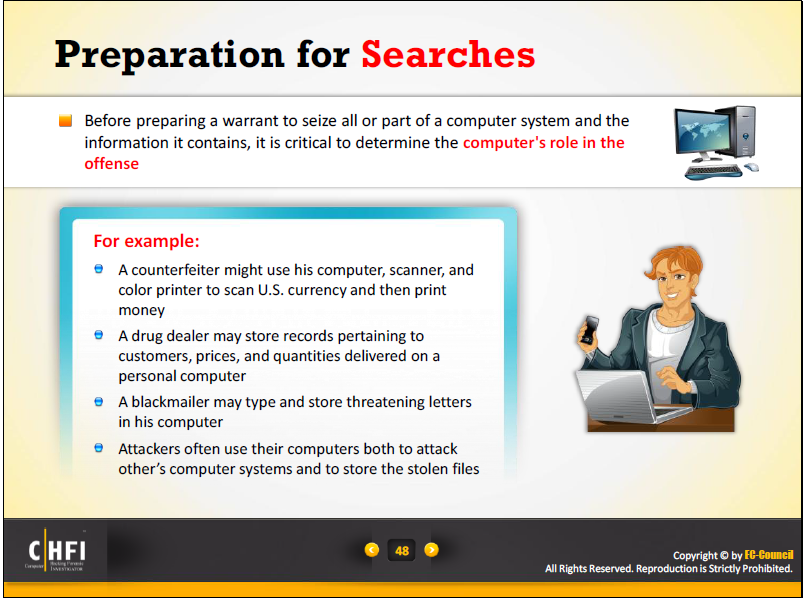 Preparation for Searches
Before preparing a warrant to seize all or part of a computer system and the
information it contains, it is critical to determine the computer's role in the
offense
For example:
A counterfeiter might use his computer, scanner, and
color printer to scan U.S. currency and then print
money
A drug dealer may store records pertaining to
customers, prices, and quantities delivered on a
personal computer
A blackmailer may type and store threatening letters
in his computer
Attackers often use their computers both to attack
other's computer systems and to store the stolen files
CHFI
Computer Hacking Forensic
INVESTIGATOR
48
Copyright © by EC-Council
All Rights Reserved. Reproduction is Strictly Prohibited.